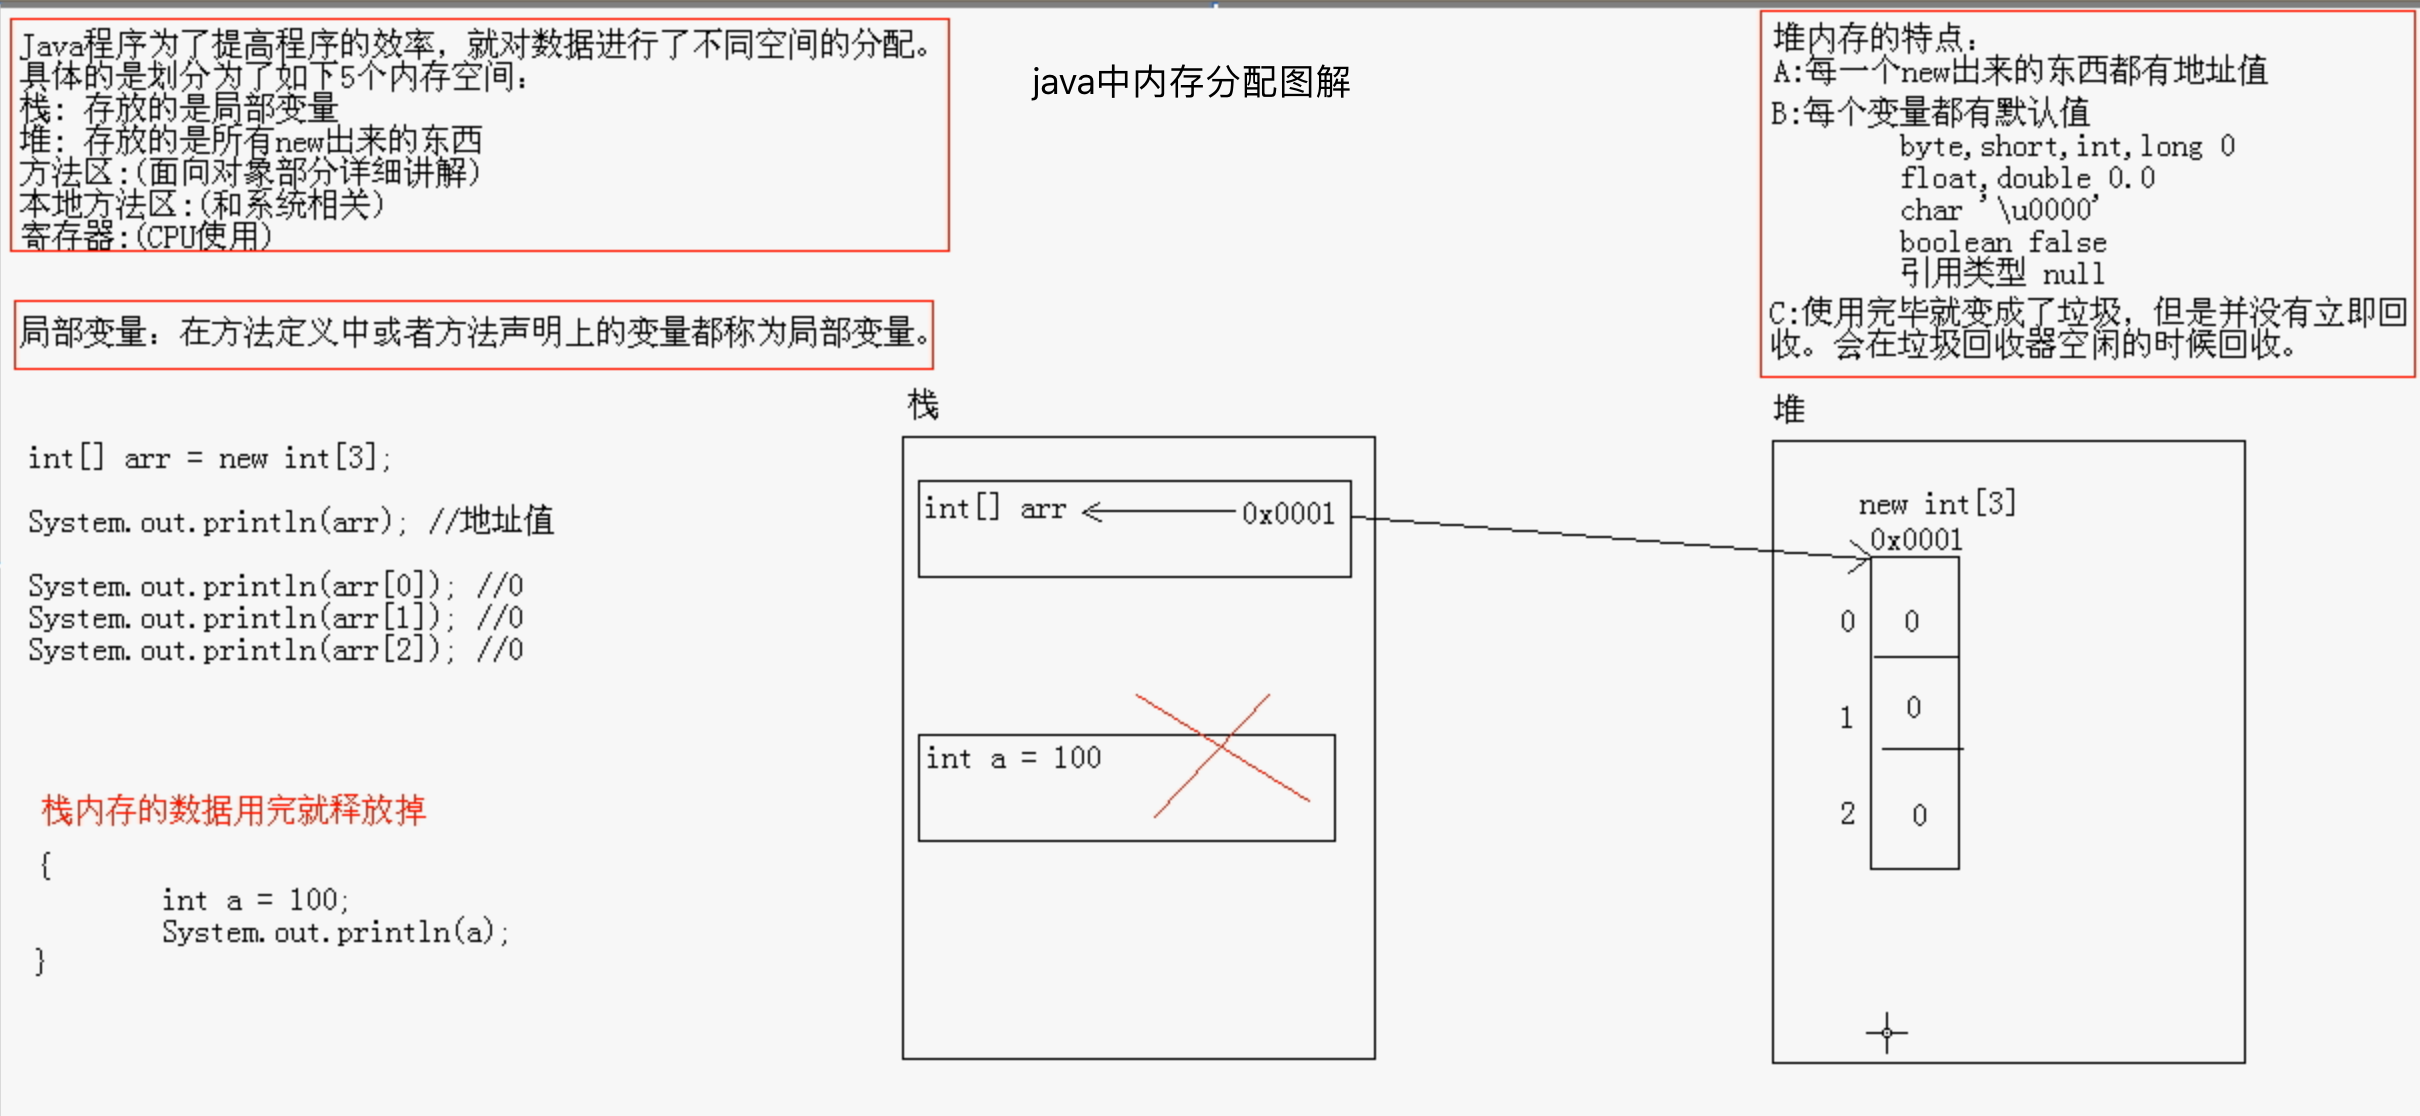 Java程序为了提高程序的效率，就对数据进行了不同空间的分配。
具体的是划分为了如下5个内存空间：
栈：存放的是局部变量
堆：存放的是所有new出来的东西
方法区:(面向对象部分详细讲解)
本地方法区:(和系统相关)
寄存器:(CPU使用)
java中内存分配图解
堆内存的特点：
A:每一个new出来的东西都有地址值
B:每个变量都有默认值
byte,short,int,long 0
float,double 0.0
char '\u0000'
boolean false
引用类型 null
C:使用完毕就变成了垃圾，但是并没有立即回
收。会在垃圾回收器空闲的时候回收。
局部变量：在方法定义中或者方法声明上的变量都称为局部变量。
int[] arr = new int[3];
System.out.println(arr); //地址值
System.out.println(arr[0]); //0
System.out.println(arr[1]); //0
System.out.println(arr[2]); //0
栈内存的数据用完就释放掉
{
int a = 100;
System.out.println(a);
}
栈
int[] arr
0x0001
int a = 100
堆
new int[3]
0x0001
0 0
1 0
2 0